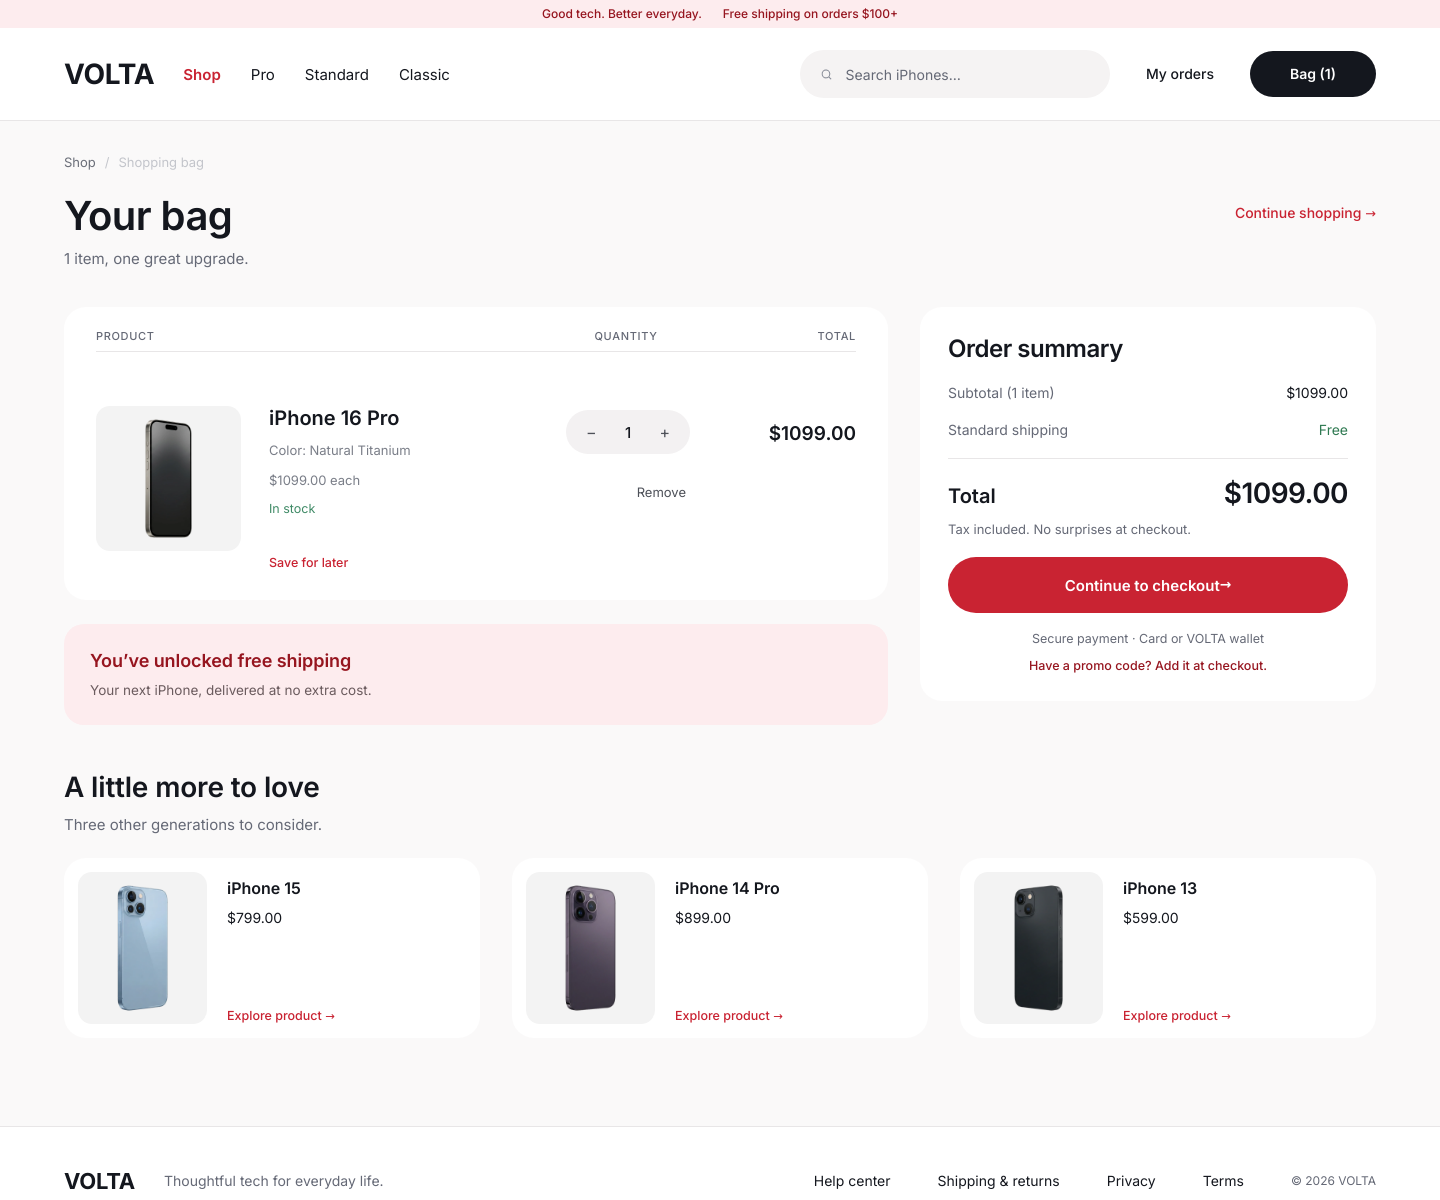 Good tech. Better everyday. Free shipping on orders $100+
VOLTA Shop Pro Standard Classic Search iPhones... My orders Bag (1)
Shop / Shopping bag
Your bag
Continue shopping →
1 item, one great upgrade.
PRODUCT QUANTITY TOTAL
iPhone 16 Pro
Color: Natural Titanium
$1099.00 each
In stock
Save for later
− 1 +
Remove
$1099.00
Order summary
Subtotal (1 item) $1099.00
Standard shipping Free
Total $1099.00
Tax included. No surprises at checkout.
Continue to checkout→
Secure payment · Card or VOLTA wallet
Have a promo code? Add it at checkout.
You’ve unlocked free shipping
Your next iPhone, delivered at no extra cost.
A little more to love
Three other generations to consider.
iPhone 15
$799.00
Explore product →
iPhone 14 Pro
$899.00
Explore product →
iPhone 13
$599.00
Explore product →
VOLTA Thoughtful tech for everyday life. Help center Shipping & returns Privacy Terms © 2026 VOLTA